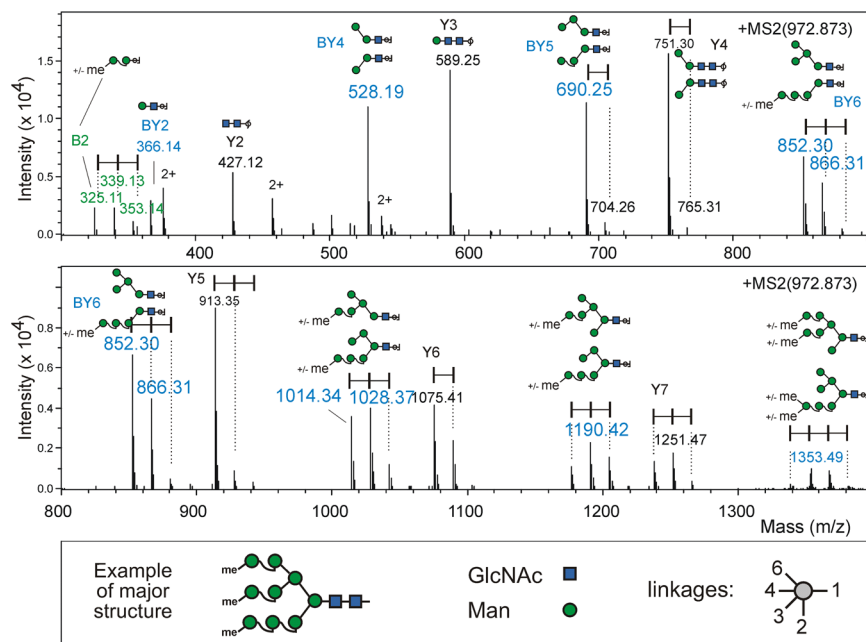 Y3
BY4
589.25
+MS2(972.873)
BY5
751.30
Y4
1.5
+/- me
528.19
690.25
BY6
BY2
1.0
B2
366.14
Y2
852.30
427.12
866.31
339.13
2+
2+
0.5
325.11
353.14
2+
704.26
765.31
0.0
Intensity (x 10⁴)
400
500
600
700
800
+/- me
Y5
+MS2(972.873)
BY6
913.35
+/- me
+/- me
+/- me
0.8
852.30
+/- me
+/- me
Y6
+/- me
+/- me
0.6
866.31
1014.34
1028.37
1075.41
Y7
0.4
1190.42
1251.47
1353.49
0.2
0.0
Intensity (x 10⁴)
800
900
1000
1100
1200
1300
Mass (m/z)
Example
of major
structure
me
me
me
GlcNAc
Man
linkages:
6
4
1
3
2